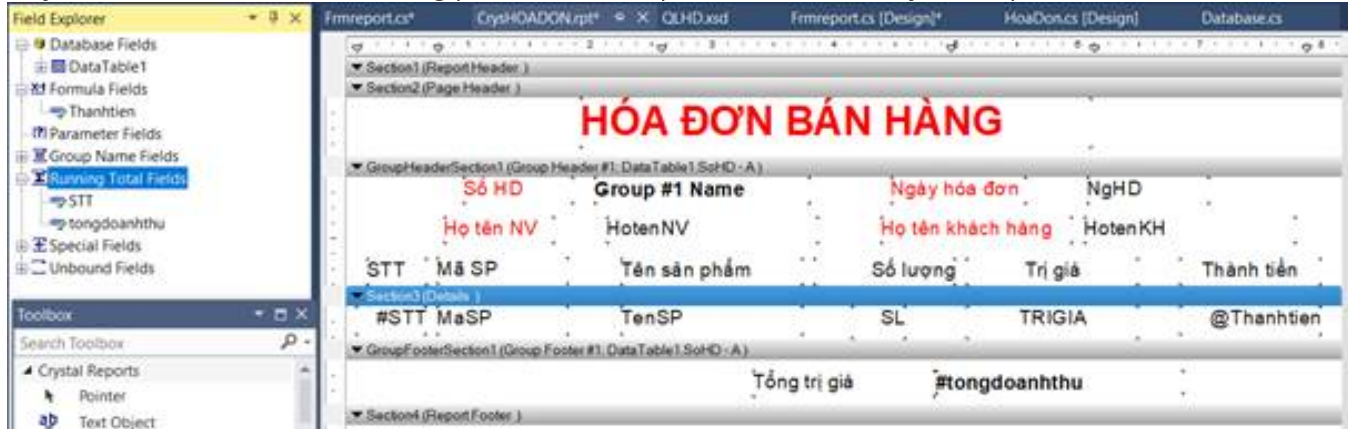 Field Explorer
Database Fields
DataTable1
Formula Fields
Thanhtien
Parameter Fields
Group Name Fields
Running Total Fields
STT
tongdoanhthu
Special Fields
Unbound Fields
Toolbox
Search Toolbox
Crystal Reports
Pointer
Text Object
Frmreport.cs* CrysHOADON.rpt* QLHD.xsd Frmreport.cs [Design]* HoaDon.cs [Design] Database.cs
Section1 (Report Header )
Section2 (Page Header )
HÓA ĐƠN BÁN HÀNG
GroupHeaderSection1 (Group Header #1: DataTable1.SoHD - A )
Số HD Group #1 Name Ngày hóa đơn NgHD
Họ tên NV HotenNV Họ tên khách hàng HotenKH
STT Mã SP Tên sản phẩm Số lượng Trị giá Thành tiền
Section3 (Details )
#STT MaSP TenSP SL TRIGIA @Thanhtien
GroupFooterSection1 (Group Footer #1: DataTable1.SoHD - A )
Tổng trị giá #tongdoanhthu
Section4 (Report Footer )